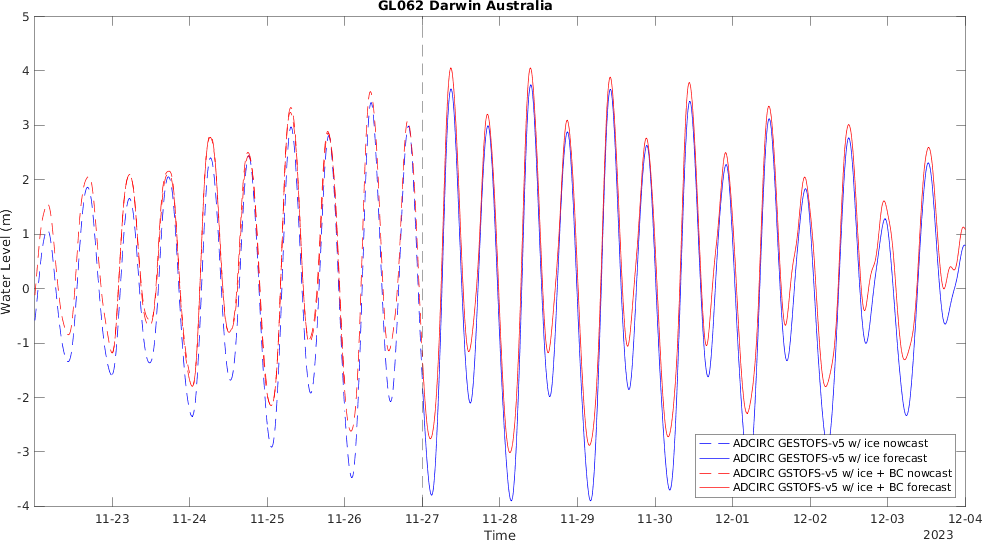 GL062 Darwin Australia
5
4
3
2
1
0
-1
-2
-3
-4
Water Level (m)
ADCIRC GESTOFS-v5 w/ ice nowcast
ADCIRC GESTOFS-v5 w/ ice forecast
ADCIRC GSTOFS-v5 w/ ice + BC nowcast
ADCIRC GSTOFS-v5 w/ ice + BC forecast
11-23 11-24 11-25 11-26 11-27 11-28 11-29 11-30 12-01 12-02 12-03 12-04
Time
2023